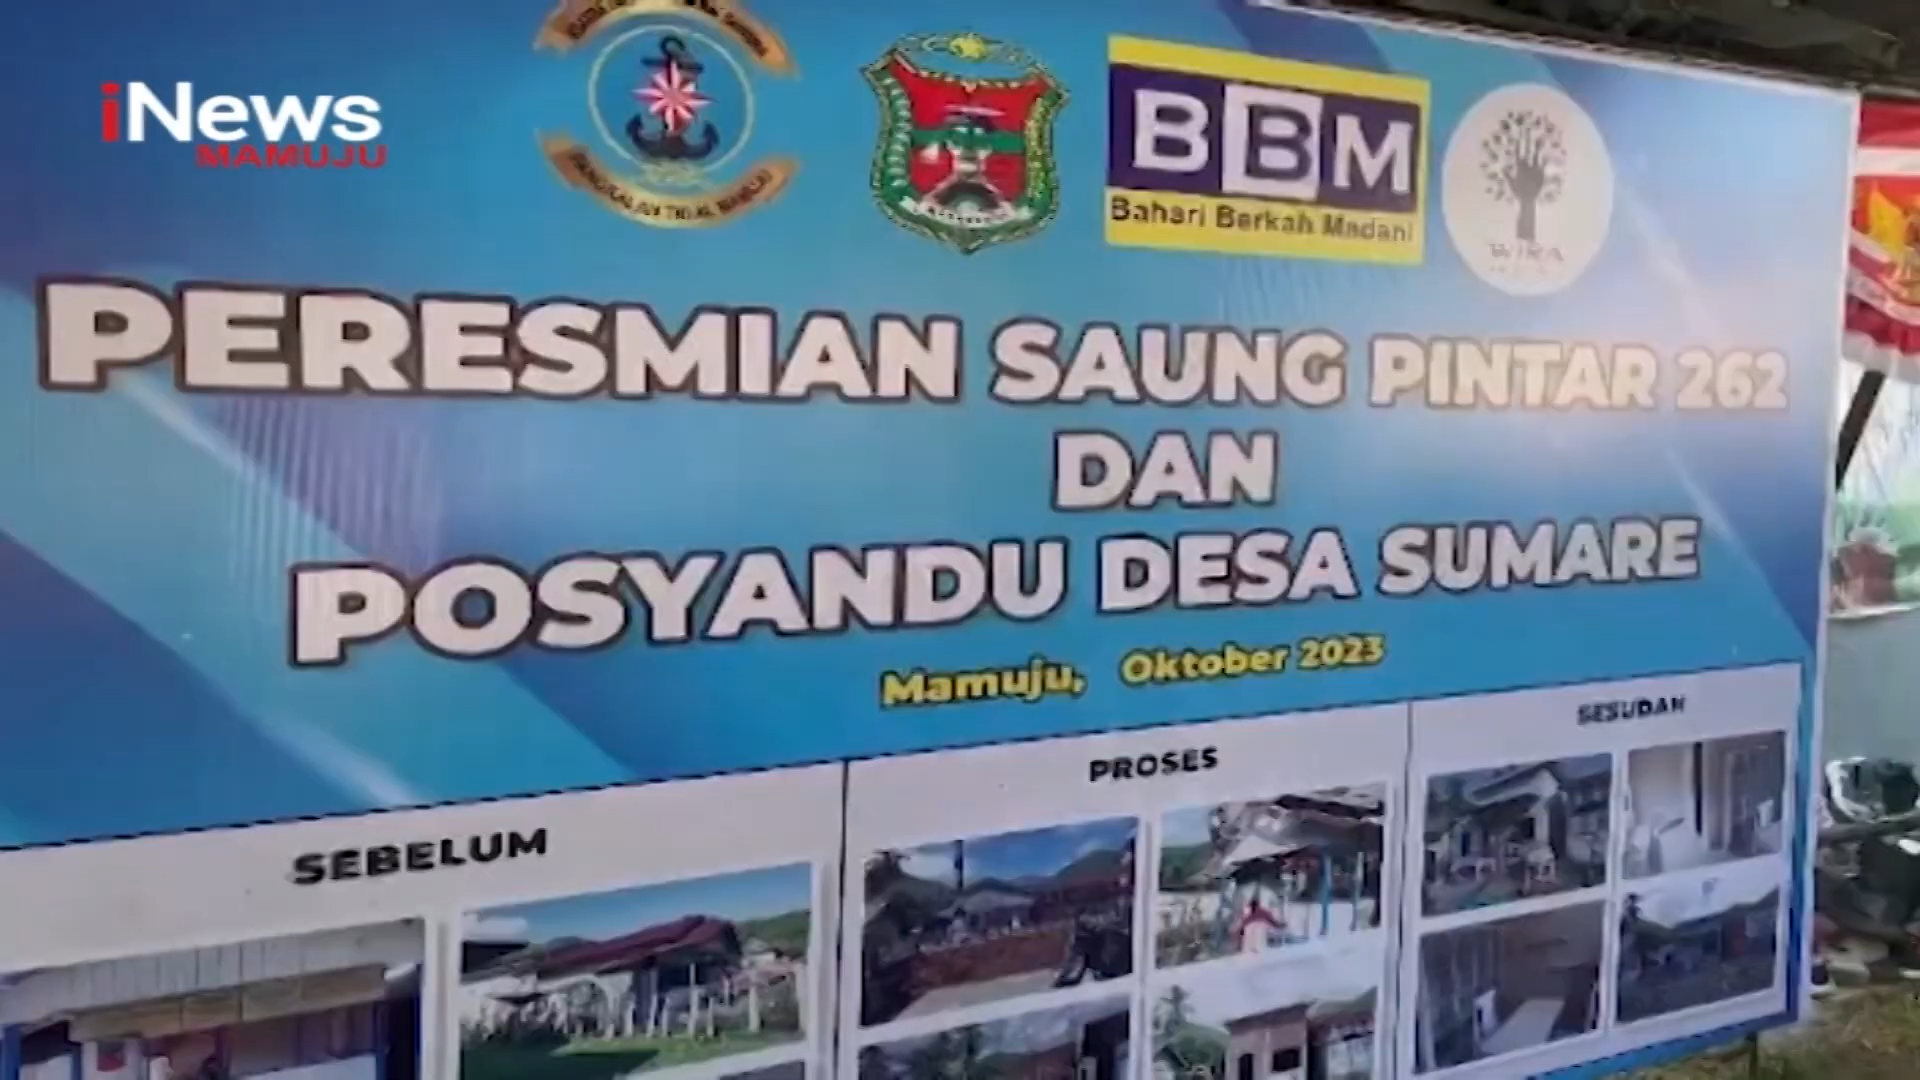 iNews
MAMUJU
BBM
Bahari Berkah Madani
WIRA
PERESMIAN SAUNG PINTAR 262
DAN
POSYANDU DESA SUMARE
Mamuju, Oktober 2023
SEBELUM
PROSES
SESUDAH